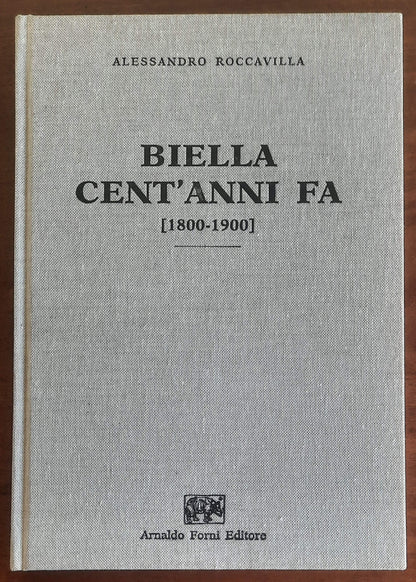 ALESSANDRO ROCCAVILLA
BIELLA
CENT'ANNI FA
[1800-1900]
Arnaldo Forni Editore